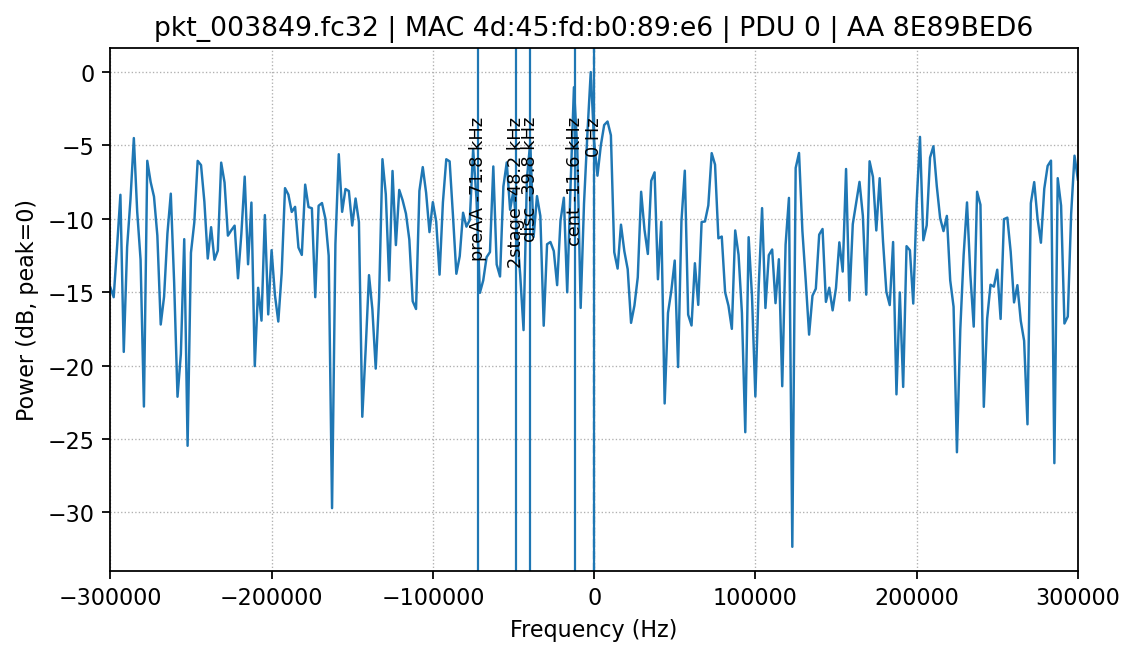 pkt_003849.fc32 | MAC 4d:45:fd:b0:89:e6 | PDU 0 | AA 8E89BED6
Power (dB, peak=0)
0
−5
−10
−15
−20
−25
−30
preAA -71.8 kHz
2stage -48.2 kHz
disc -39.8 kHz
cent -11.6 kHz
0 Hz
−300000
−200000
−100000
0
100000
200000
300000
Frequency (Hz)